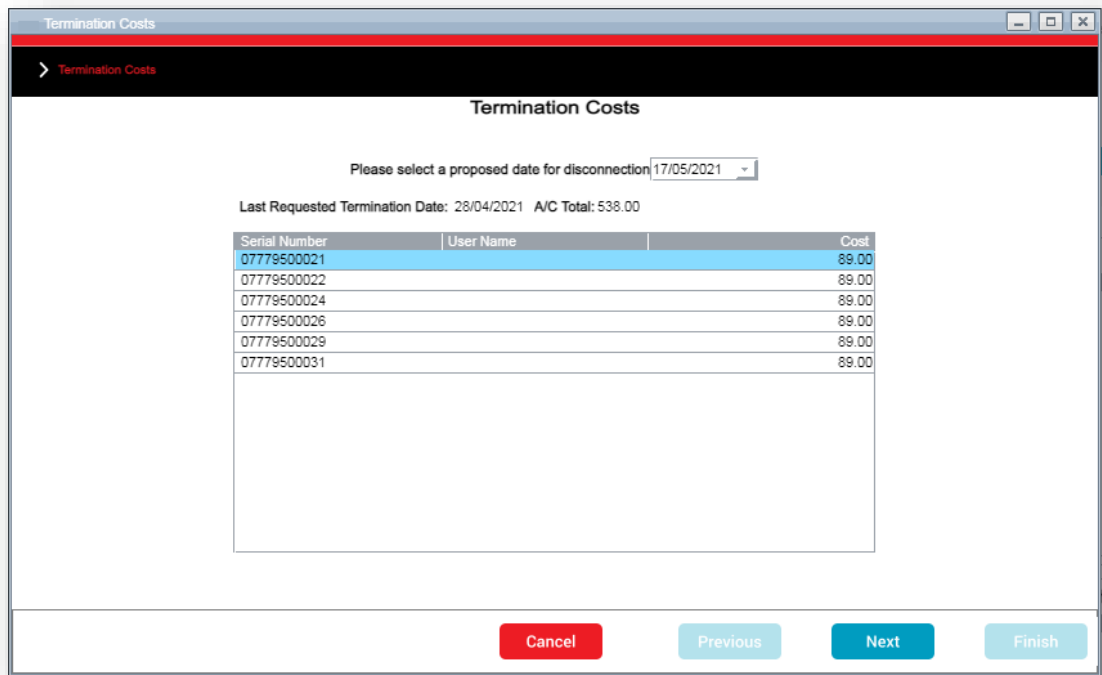 Termination Costs
Termination Costs
Termination Costs
Please select a proposed date for disconnection 17/05/2021
Last Requested Termination Date: 28/04/2021 A/C Total: 538.00
Serial Number User Name Cost
07779500021 89.00
07779500022 89.00
07779500024 89.00
07779500026 89.00
07779500029 89.00
07779500031 89.00
Cancel Previous Next Finish